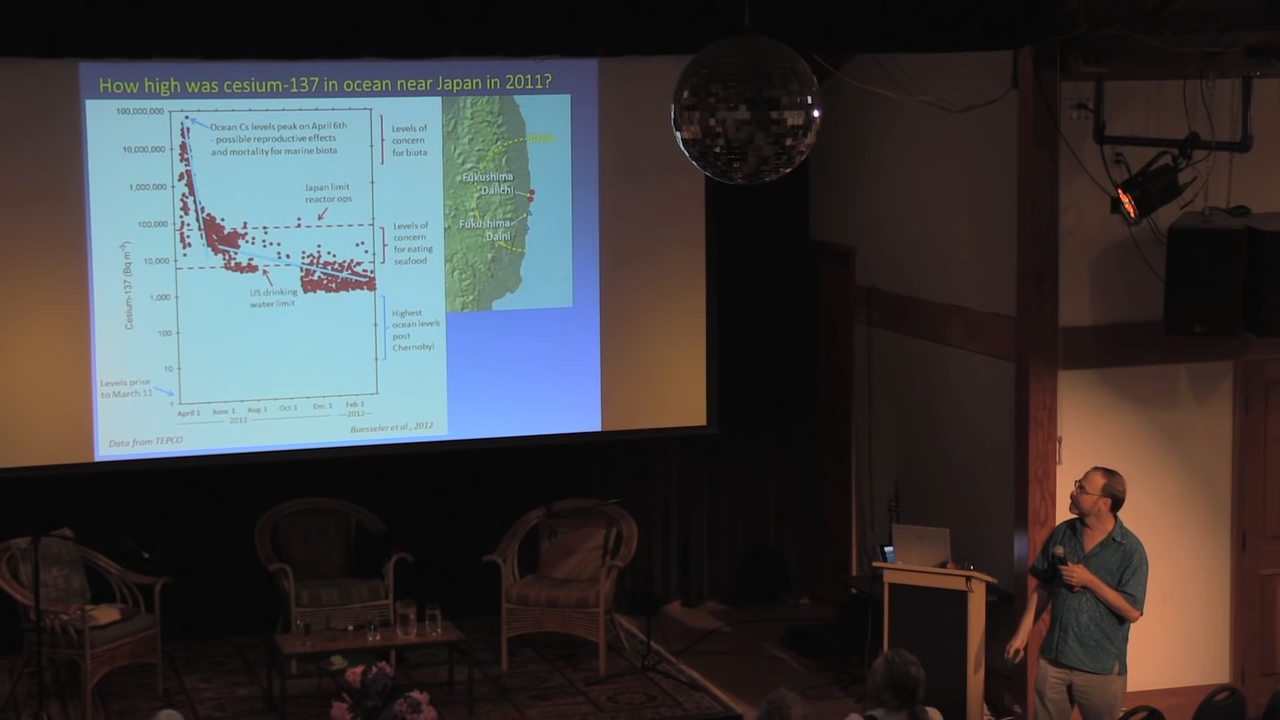 How high was cesium-137 in ocean near Japan in 2011?
100,000,000
10,000,000
1,000,000
100,000
10,000
1,000
100
10
1
Cesium-137 (Bq m⁻³)
Ocean Cs levels peak on April 6th
- possible reproductive effects
and mortality for marine biota
Levels of
concern
for biota
Japan limit
reactor ops
Levels of
concern
for eating
seafood
US drinking
water limit
Highest
ocean levels
post
Chernobyl
Levels prior
to March 11
April 1 June 1 Aug 1 Oct 1 Dec 1 Feb 1
2011 2012
Data from TEPCO
Buesseler et al., 2012
Fukushima
Daiichi
Fukushima
Daini